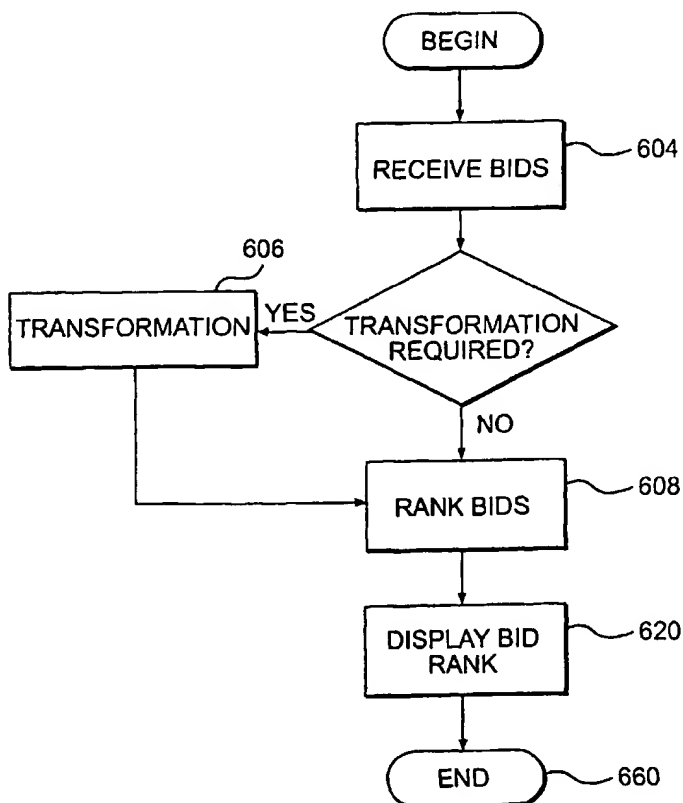 BEGIN
RECEIVE BIDS
604
606
TRANSFORMATION
YES
TRANSFORMATION
REQUIRED?
NO
RANK BIDS
608
DISPLAY BID
RANK
620
END
660